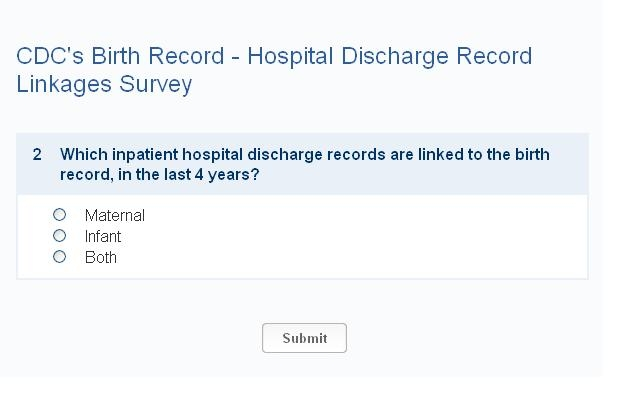 CDC's Birth Record - Hospital Discharge Record
Linkages Survey
2 Which inpatient hospital discharge records are linked to the birth
record, in the last 4 years?
Maternal
Infant
Both
Submit